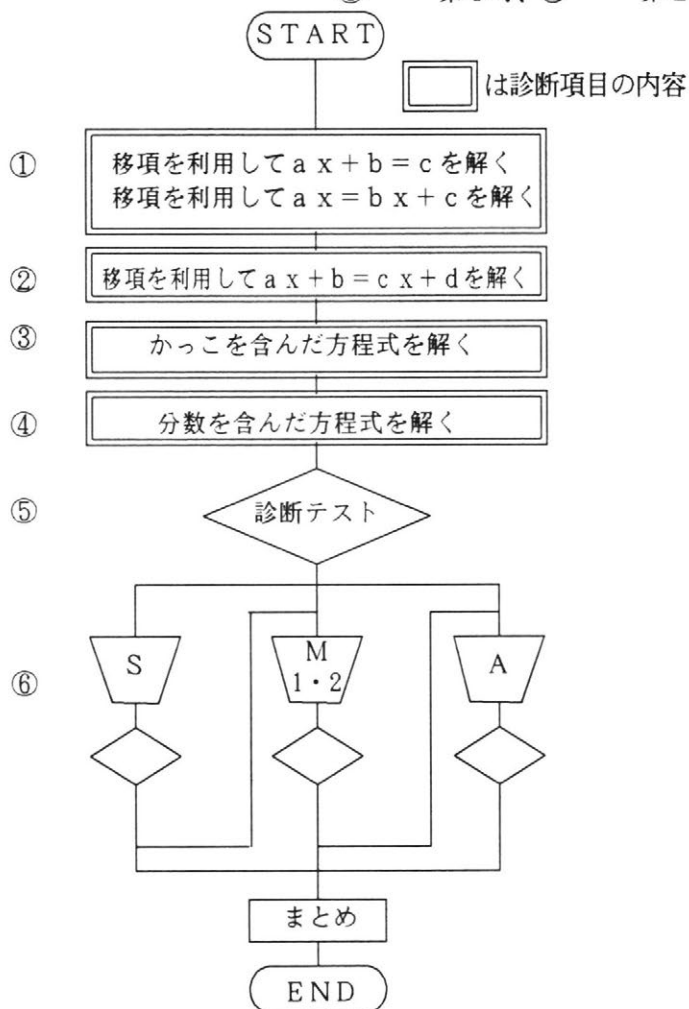 START
は診断項目の内容
①
移項を利用してａｘ＋ｂ＝ｃを解く
移項を利用してａｘ＝ｂｘ＋ｃを解く
②
移項を利用してａｘ＋ｂ＝ｃｘ＋ｄを解く
③
かっこを含んだ方程式を解く
④
分数を含んだ方程式を解く
⑤
診断テスト
⑥
S
M
1・2
A
まとめ
END